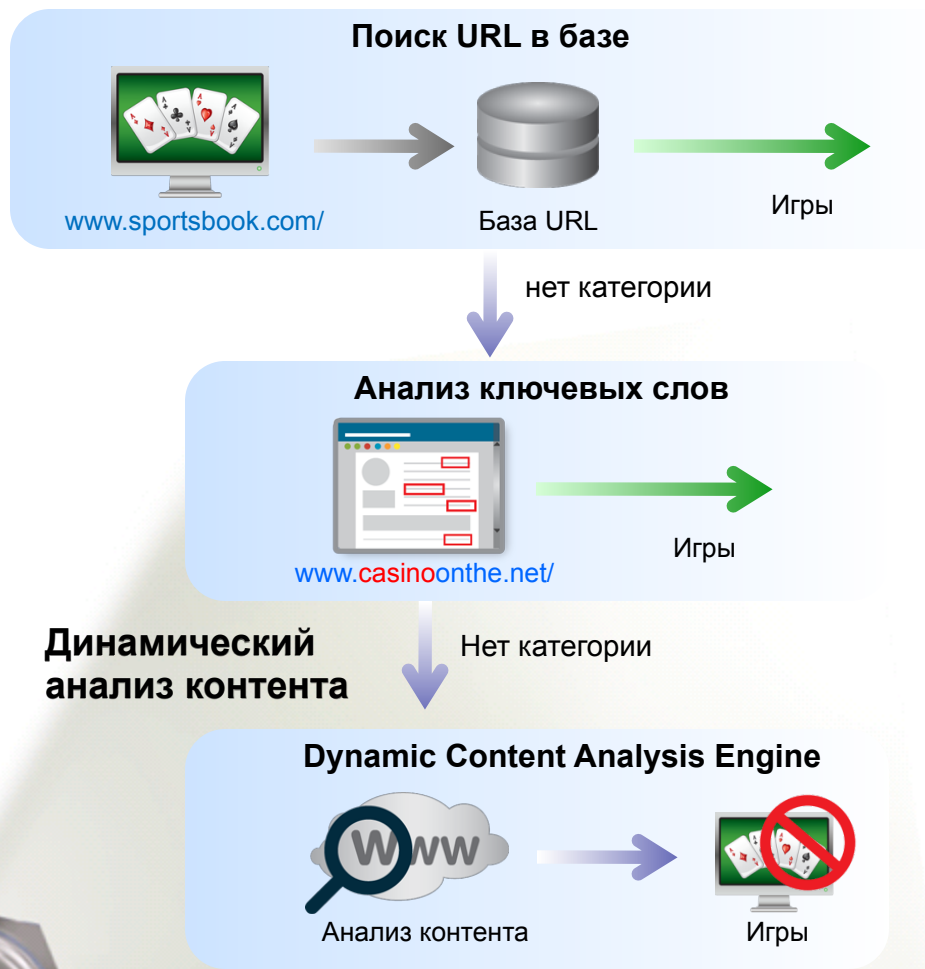 Поиск URL в базе
www.sportsbook.com/
База URL
Игры
нет категории
Анализ ключевых слов
www.casinoonthe.net/
Игры
Динамический
анализ контента
Нет категории
Dynamic Content Analysis Engine
Www
Анализ контента
Игры